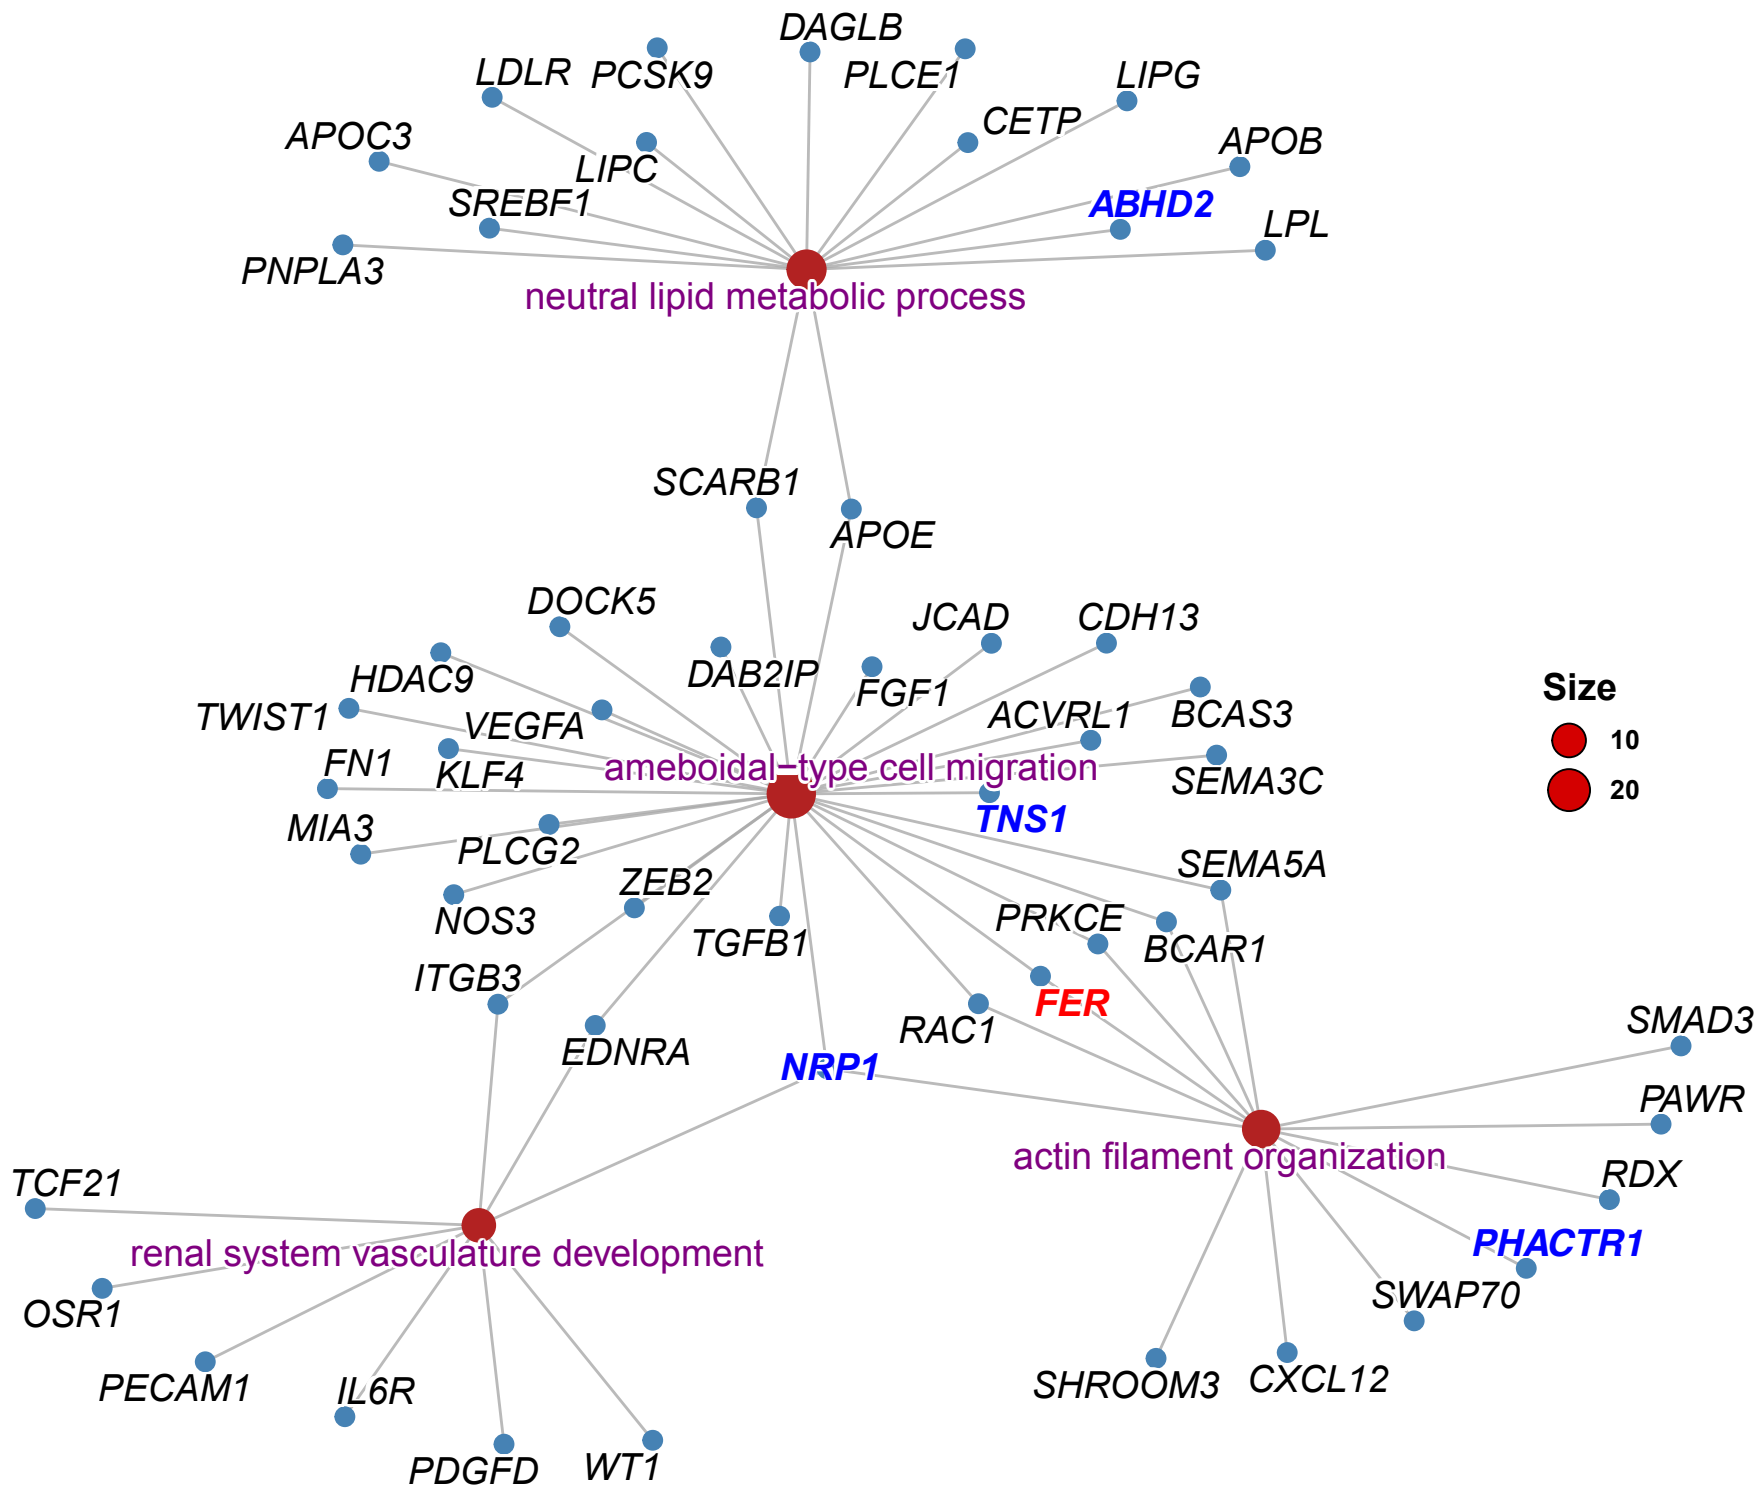 DAGLB
LDLR
PCSK9
PLCE1
LIPG
CETP
APOC3
APOB
LIPC
SREBF1
ABHD2
LPL
PNPLA3
neutral lipid metabolic process
SCARB1
APOE
DOCK5
JCAD
CDH13
HDAC9
DAB2IP
FGF1
TWIST1
VEGFA
ACVRL1
BCAS3
Size
10
20
FN1
KLF4
ameboidal−type cell migration
SEMA3C
MIA3
PLCG2
TNS1
ZEB2
SEMA5A
NOS3
TGFB1
PRKCE
BCAR1
ITGB3
FER
RAC1
EDNRA
NRP1
SMAD3
PAWR
actin filament organization
RDX
TCF21
renal system vasculature development
PHACTR1
OSR1
SWAP70
PECAM1
IL6R
SHROOM3
CXCL12
PDGFD
WT1